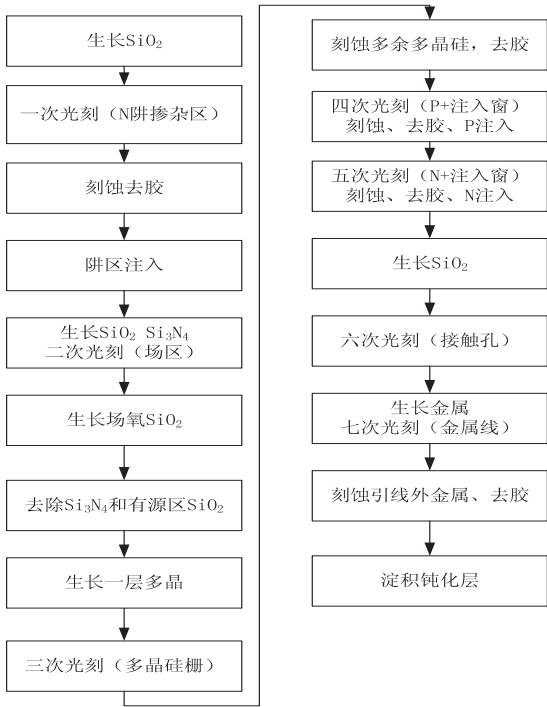 生长SiO₂
一次光刻（N阱掺杂区）
刻蚀去胶
阱区注入
生长SiO₂ Si₃N₄
二次光刻（场区）
生长场氧SiO₂
去除Si₃N₄和有源区SiO₂
生长一层多晶
三次光刻（多晶硅栅）
刻蚀多余多晶硅，去胶
四次光刻（P+注入窗）
刻蚀、去胶、P注入
五次光刻（N+注入窗）
刻蚀、去胶、N注入
生长SiO₂
六次光刻（接触孔）
生长金属
七次光刻（金属线）
刻蚀引线外金属、去胶
淀积钝化层